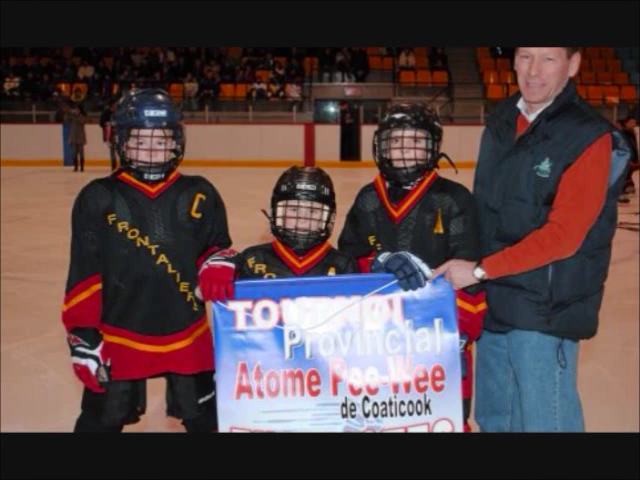 C
FRONTALIERS
A
TOURNOI
Provincial
Atome Pee-Wee
de Coaticook